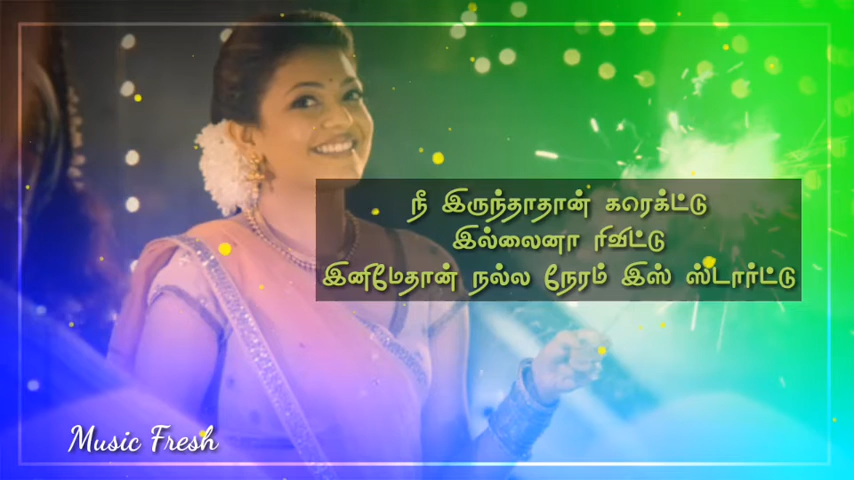 நீ இருந்தாதான் கரெக்ட்டு
இல்லைனா ரிவிட்டு
இனிமேதான் நல்ல நேரம் இஸ் ஸ்டார்ட்டு
Music Fresh